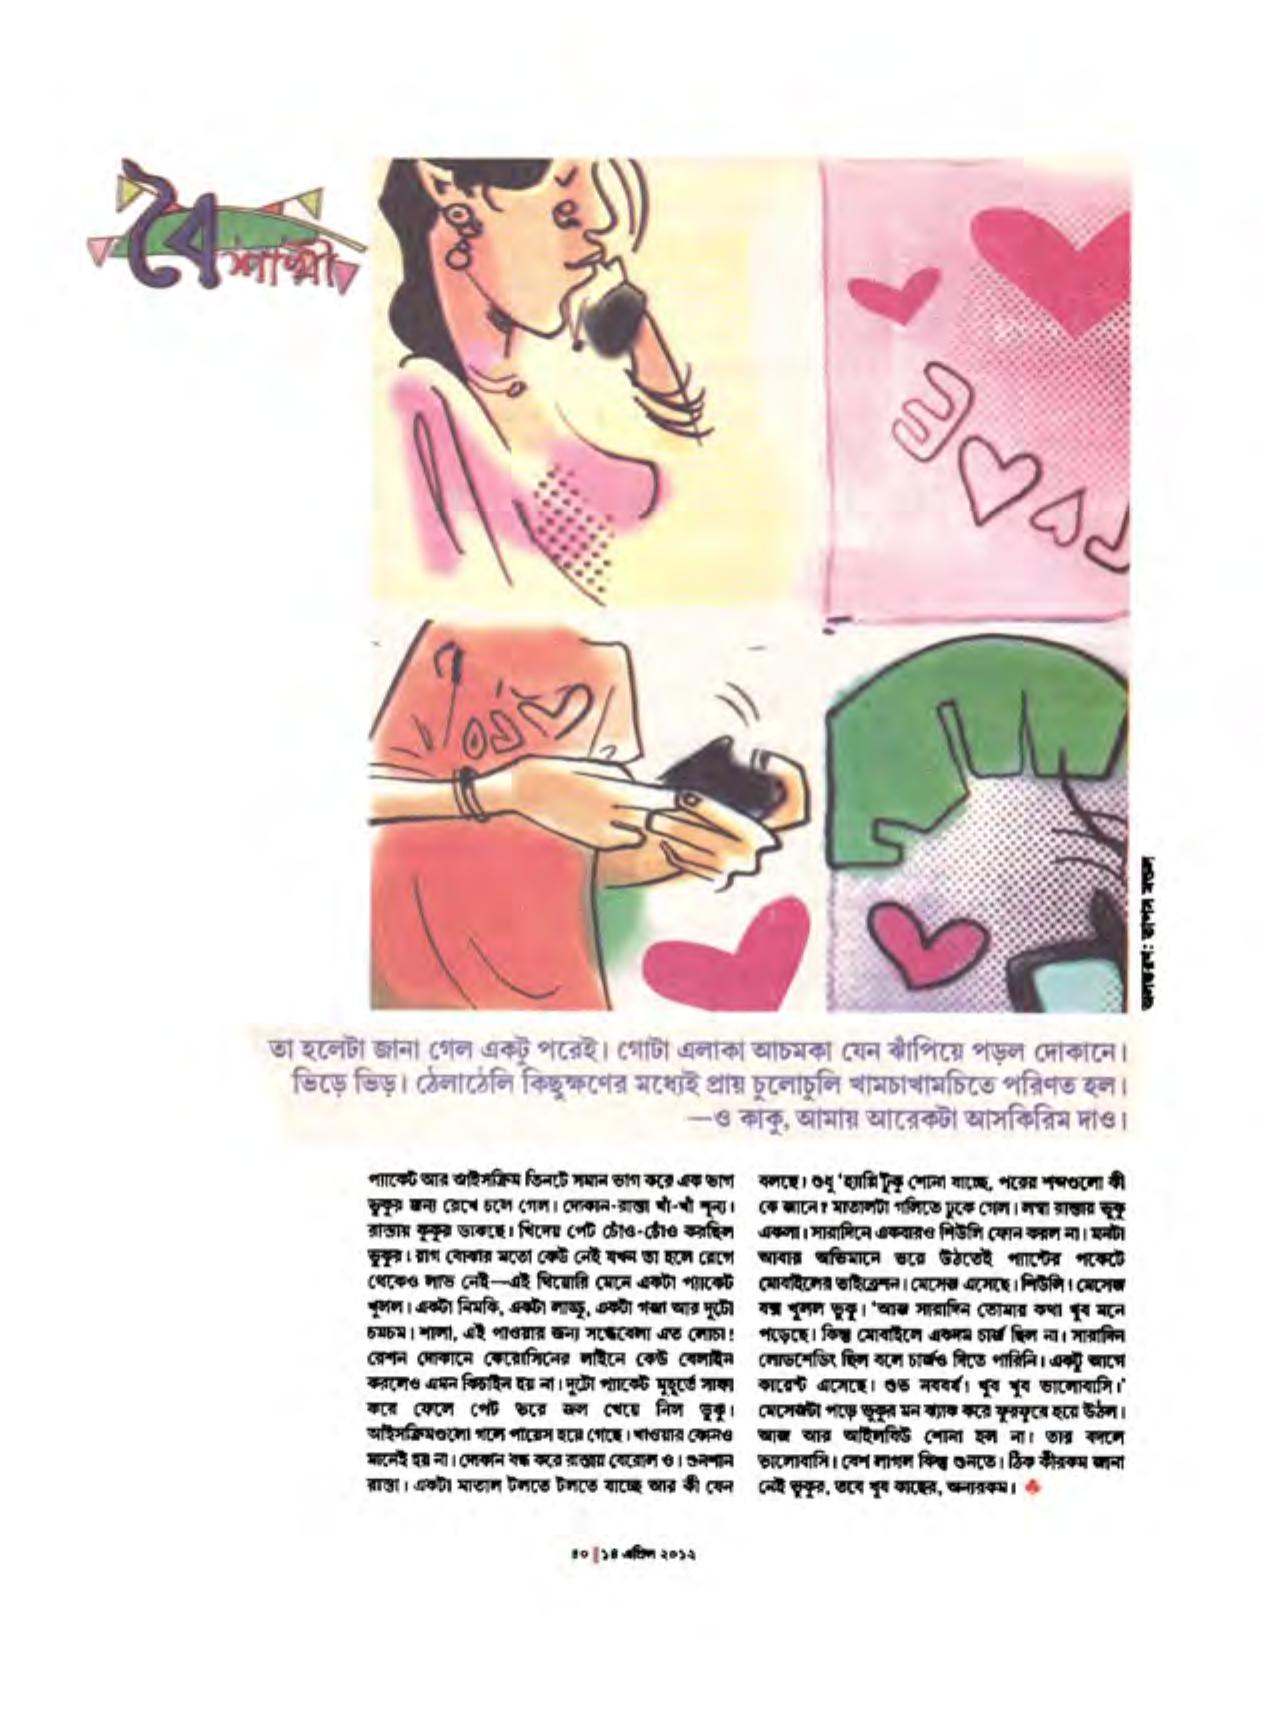 বৈশাখী
অলঙ্করণ: তাপস মণ্ডল
তা হলেটা জানা গেল একটু পরেই। গোটা এলাকা আচমকা যেন ঝাঁপিয়ে পড়ল দোকানে।
ভিড়ে ভিড়। ঠেলাঠেলি কিছুক্ষণের মধ্যেই প্রায় চুলোচুলি খামচাখামচিতে পরিণত হল।
—ও কাকু, আমায় আরেকটা আসকিরিম দাও।
প্যাকেট আর আইসক্রিম তিনটে সমান ভাগ করে এক ভাগ
ভুকুর জন্য রেখে চলে গেল। দোকান-রাস্তা খাঁ-খাঁ শূন্য।
রাস্তায় কুকুর ডাকছে। খিদেয় পেট চোঁও-চোঁও করছিল
ভুকুর। রাগ বোঝার মতো কেউ নেই যখন তা হলে রেগে
থেকেও লাভ নেই—এই থিয়োরি মেনে একটা প্যাকেট
খুলল। একটা নিমকি, একটা লাড্ডু, একটা গজা আর দুটো
চমচম। শালা, এই পাওয়ার জন্য সন্ধেবেলা এত লোচা!
রেশন দোকানে কেরোসিনের লাইনে কেউ বেলাইন
করলেও এমন কিচাইন হয় না। দুটো প্যাকেট মুহূর্তে সাফা
করে ফেলে পেট ভরে জল খেয়ে নিল ভুকু।
আইসক্রিমগুলো গলে পায়েস হয়ে গেছে। খাওয়ার কোনও
মানেই হয় না। দোকান বন্ধ করে রাস্তায় বেরোল ও। শুনশান
রাস্তা। একটা মাতাল টলতে টলতে যাচ্ছে আর কী যেন
বলছে। শুধু ‘হ্যাপ্পি টুঁকু শোনা যাচ্ছে, পরের শব্দগুলো কী
কে জানে? মাতালটা গলিতে ঢুকে গেল। লম্বা রাস্তায় ভুকু
একলা। সারাদিনে একবারও শিউলি ফোন করল না। মনটা
আবার অভিমানে ভরে উঠতেই প্যান্টের পকেটে
মোবাইলের ভাইব্রেশন। মেসেজ এসেছে। শিউলি। মেসেজ
বক্স খুলল ভুকু। ‘আজ সারাদিন তোমার কথা খুব মনে
পড়েছে। কিন্তু মোবাইলে একদম চার্জ ছিল না। সারাদিন
লোডশেডিং ছিল বলে চার্জও দিতে পারিনি। একটু আগে
কারেন্ট এসেছে। শুভ নববর্ষ। খুব খুব ভালোবাসি।’
মেসেজটা পড়ে ভুকুর মন ঝ্যাক করে ফুরফুরে হয়ে উঠল।
আজ আর আইলাবিউ শোনা হল না। তার বদলে
ভালোবাসি। বেশ লাগল কিন্তু শুনতে। ঠিক কীরকম জানা
নেই ভুকুর, তবে খুব কাছের, অন্যরকম।
৪০ | ১৪ এপ্রিল ২০১২